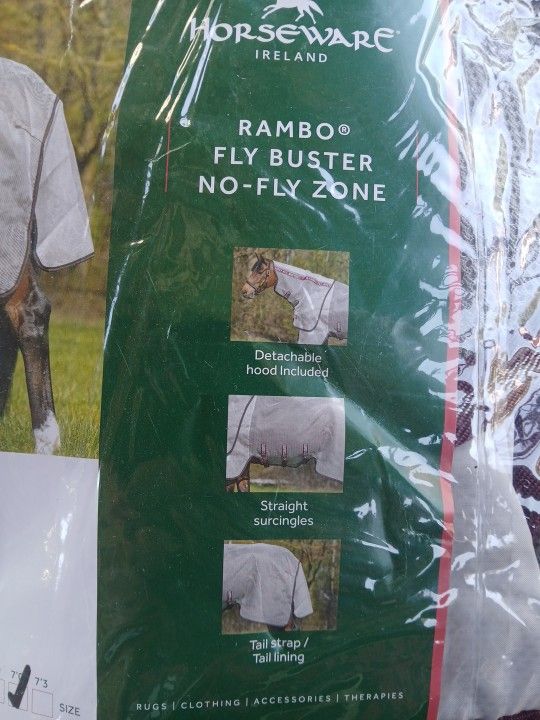 HORSEWARE®
IRELAND
RAMBO®
FLY BUSTER
NO-FLY ZONE
Detachable
hood Included
Straight
surcingles
Tail strap /
Tail lining
7'3
SIZE
RUGS | CLOTHING | ACCESSORIES | THERAPIES